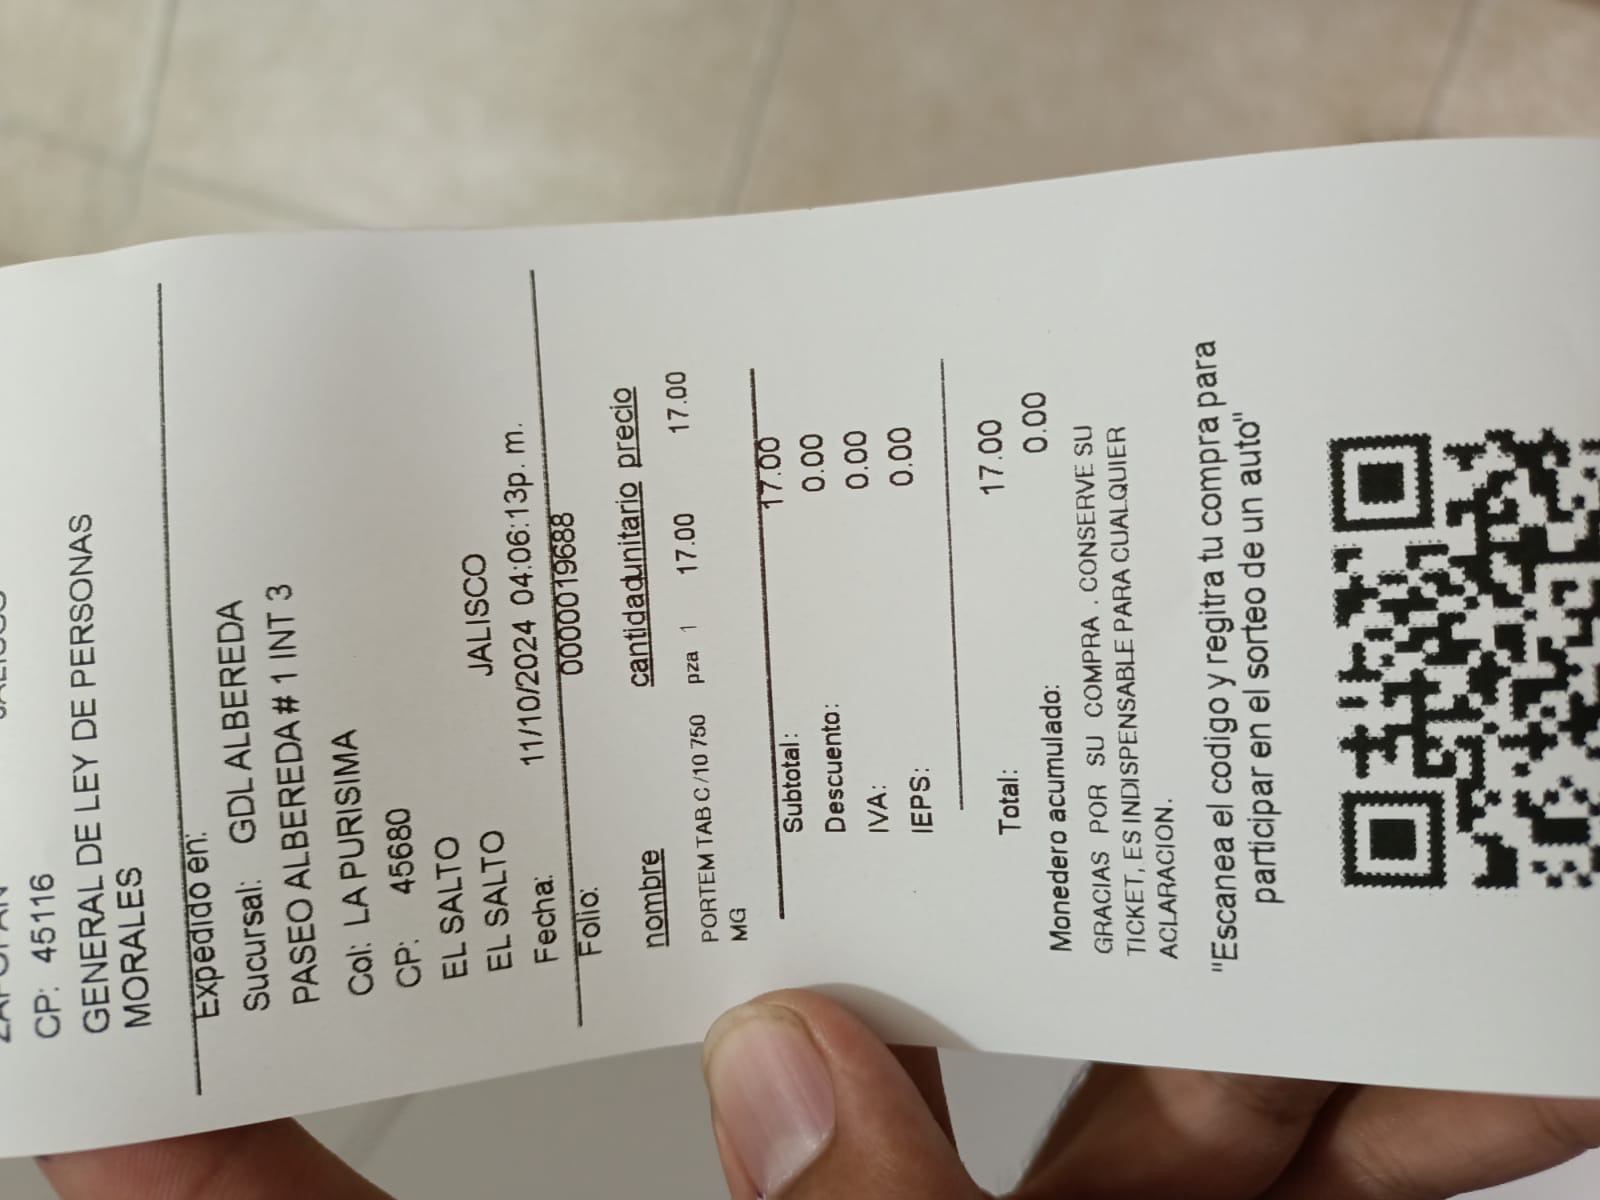 CP: 45116
GENERAL DE LEY DE PERSONAS
MORALES
Expedido en:
Sucursal: GDL ALBEREDA
PASEO ALBEREDA # 1 INT 3
Col: LA PURISIMA
CP: 45680
EL SALTO
EL SALTO JALISCO
Fecha: 11/10/2024 04:06:13p. m.
Folio: 0000019688
nombre cantidad unitario precio
PORTEM TAB C/10 750 pza 1 17.00 17.00
MG
Subtotal: 17.00
Descuento: 0.00
IVA: 0.00
IEPS: 0.00
Total: 17.00
Monedero acumulado: 0.00
GRACIAS POR SU COMPRA . CONSERVE SU
TICKET, ES INDISPENSABLE PARA CUALQUIER
ACLARACION.
"Escanea el codigo y regitra tu compra para
participar en el sorteo de un auto"